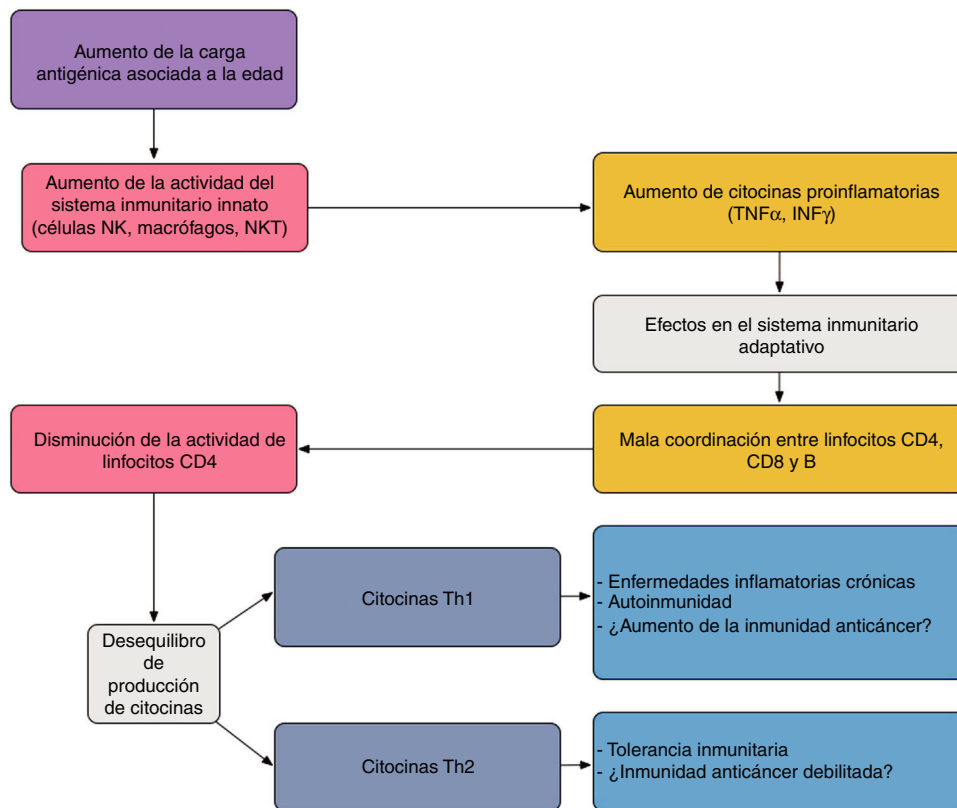 Aumento de la carga
antigénica asociada a la edad
Aumento de la actividad del
sistema inmunitario innato
(células NK, macrófagos, NKT)
Aumento de citocinas proinflamatorias
(TNFα, INFγ)
Efectos en el sistema inmunitario
adaptativo
Mala coordinación entre linfocitos CD4,
CD8 y B
Disminución de la actividad de
linfocitos CD4
Desequilibro
de
producción
de citocinas
Citocinas Th1
- Enfermedades inflamatorias crónicas
- Autoinmunidad
- ¿Aumento de la inmunidad anticáncer?
Citocinas Th2
- Tolerancia inmunitaria
- ¿Inmunidad anticáncer debilitada?